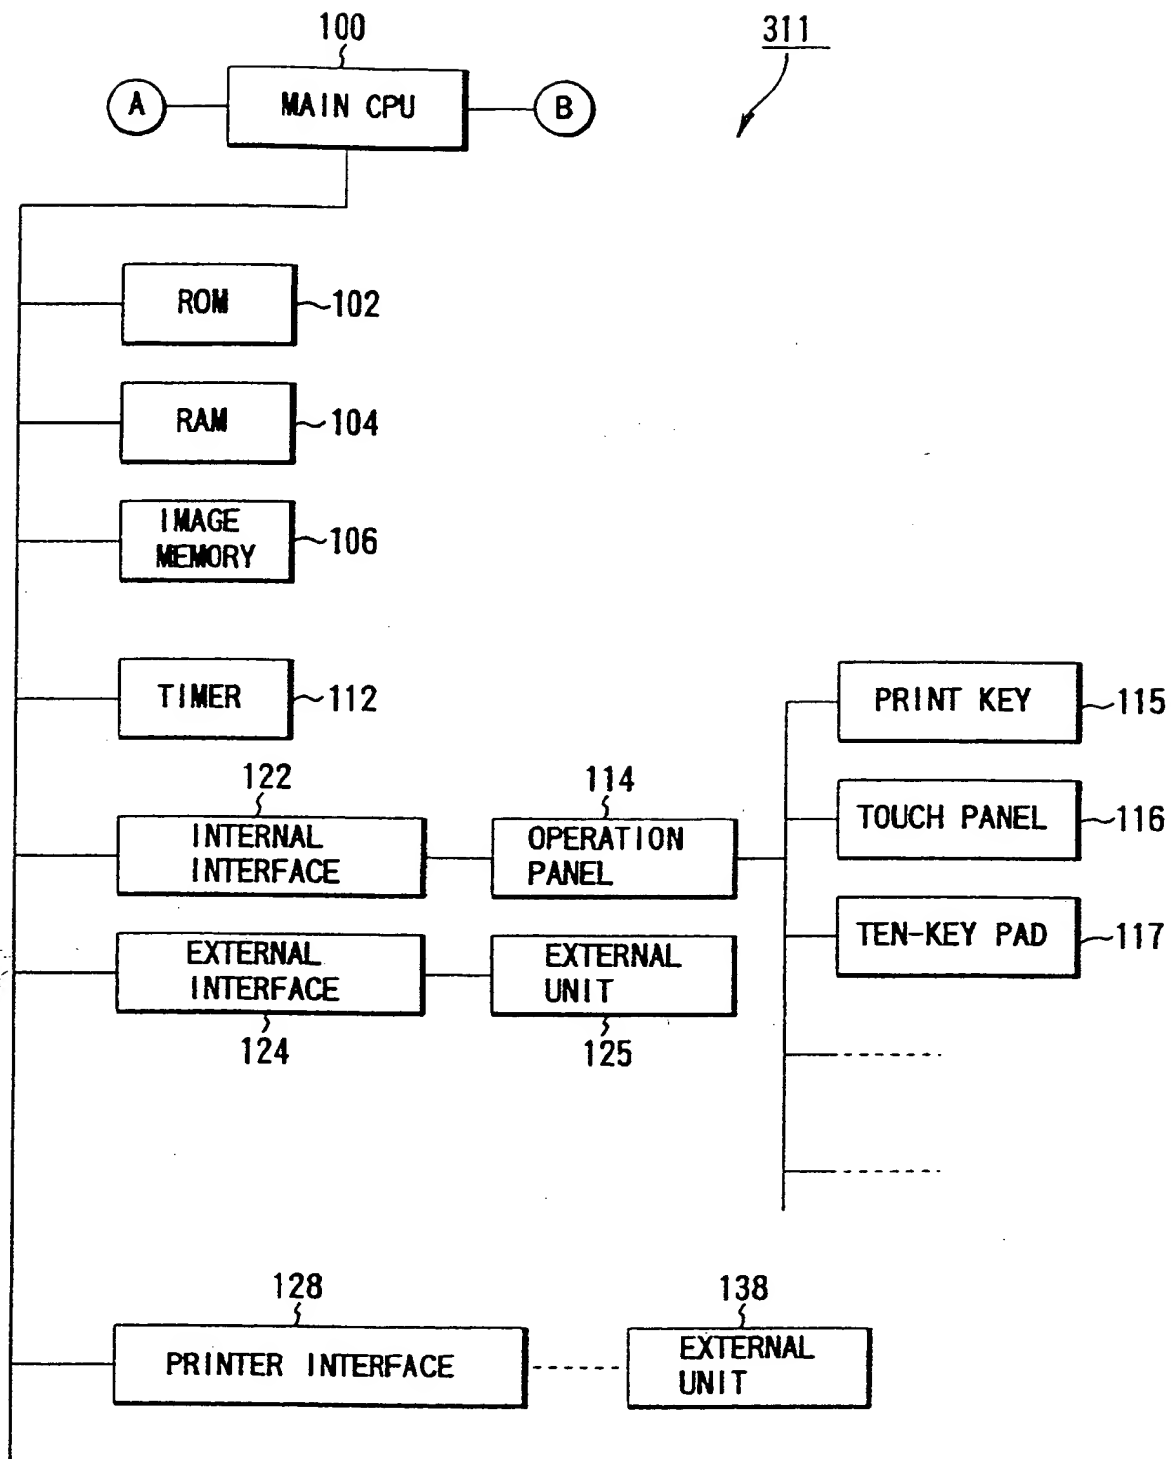 100
311
A
MAIN CPU
B
ROM
102
RAM
104
IMAGE
MEMORY
106
TIMER
112
PRINT KEY
115
122
114
INTERNAL
INTERFACE
OPERATION
PANEL
TOUCH PANEL
116
TEN-KEY PAD
117
EXTERNAL
INTERFACE
EXTERNAL
UNIT
124
125
128
138
PRINTER INTERFACE
EXTERNAL
UNIT